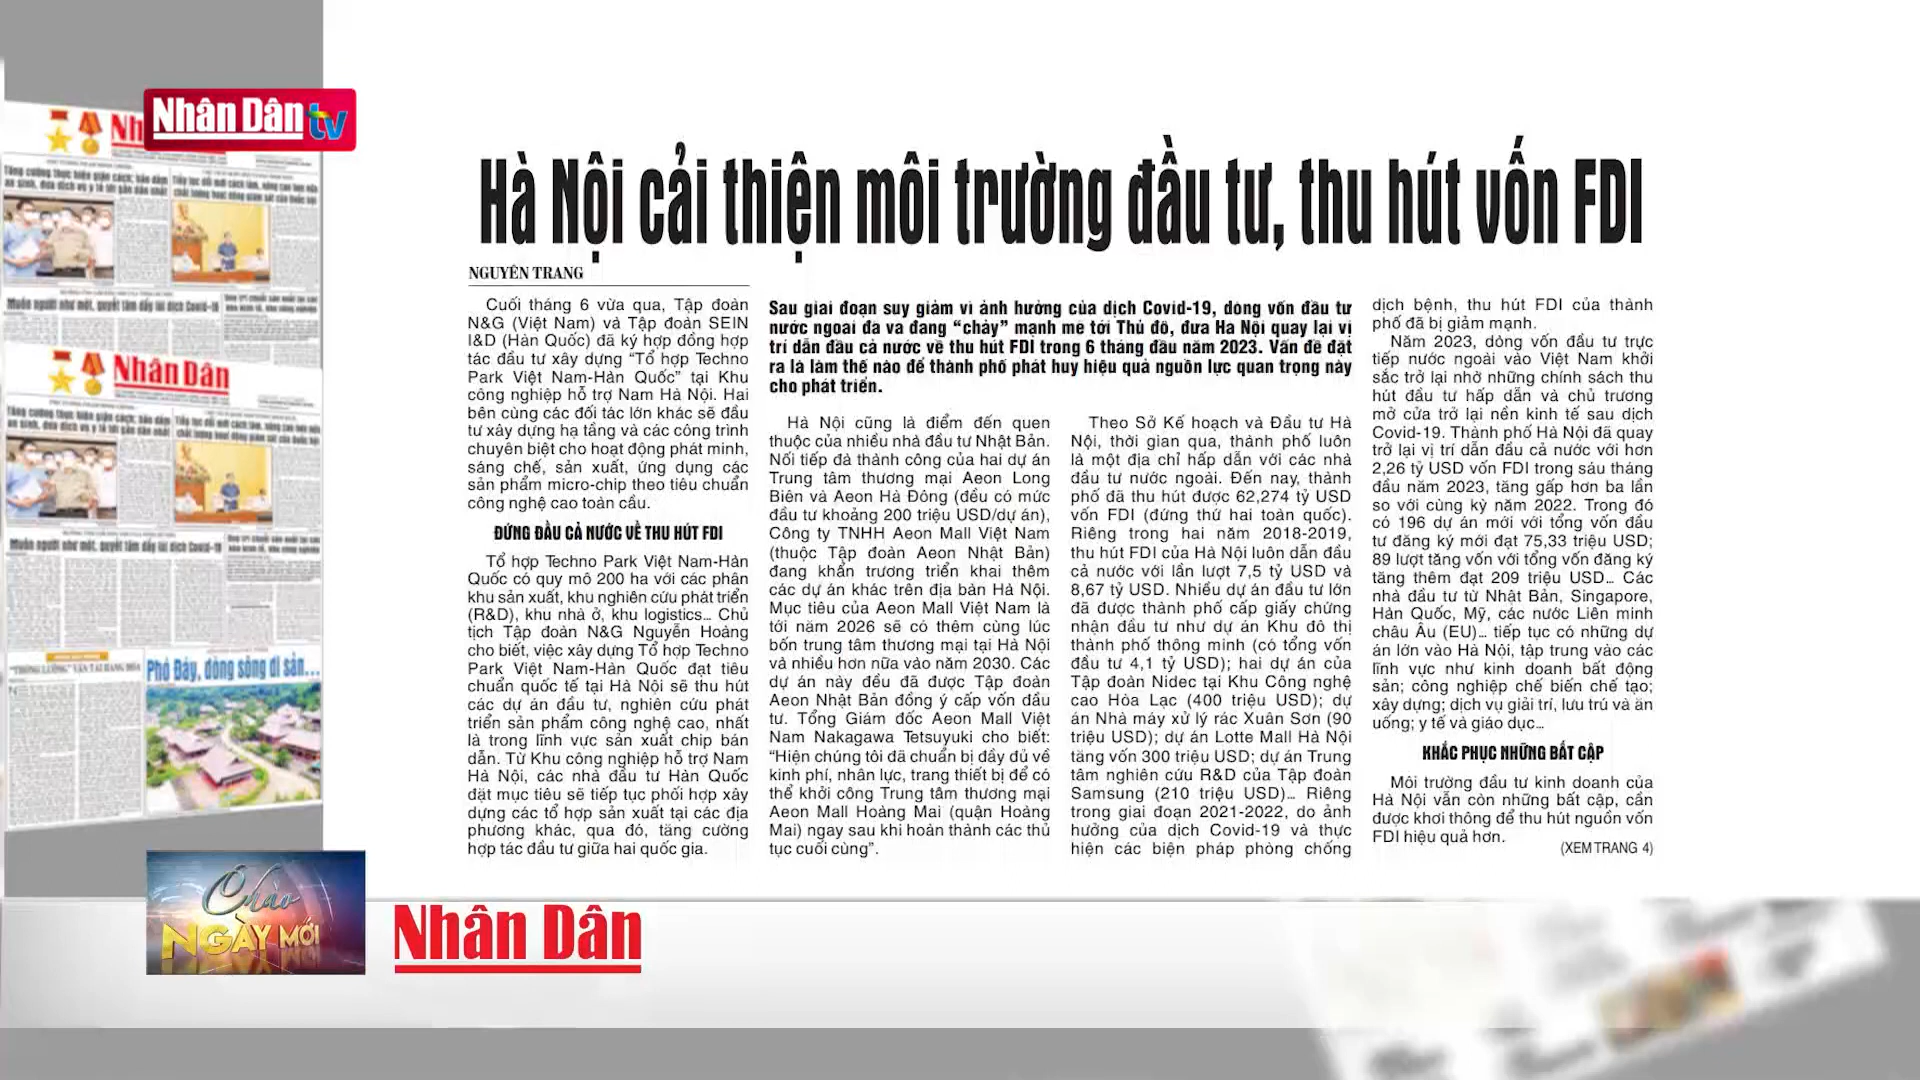 Nhân Dân tv
Hà Nội cải thiện môi trường đầu tư, thu hút vốn FDI
NGUYÊN TRANG
Cuối tháng 6 vừa qua, Tập đoàn
N&G (Việt Nam) và Tập đoàn SEIN
I&D (Hàn Quốc) đã ký hợp đồng hợp
tác đầu tư xây dựng “Tổ hợp Techno
Park Việt Nam-Hàn Quốc” tại Khu
công nghiệp hỗ trợ Nam Hà Nội. Hai
bên cùng các đối tác lớn khác sẽ đầu
tư xây dựng hạ tầng và các công trình
chuyên biệt cho hoạt động phát minh,
sáng chế, sản xuất, ứng dụng các
sản phẩm micro-chip theo tiêu chuẩn
công nghệ cao toàn cầu.
ĐỨNG ĐẦU CẢ NƯỚC VỀ THU HÚT FDI
Tổ hợp Techno Park Việt Nam-Hàn
Quốc có quy mô 200 ha với các phân
khu sản xuất, khu nghiên cứu phát triển
(R&D), khu nhà ở, khu logistics... Chủ
tịch Tập đoàn N&G Nguyễn Hoàng
cho biết, việc xây dựng Tổ hợp Techno
Park Việt Nam-Hàn Quốc đạt tiêu
chuẩn quốc tế tại Hà Nội sẽ thu hút
các dự án đầu tư, nghiên cứu phát
triển sản phẩm công nghệ cao, nhất
là trong lĩnh vực sản xuất chip bán
dẫn. Từ Khu công nghiệp hỗ trợ Nam
Hà Nội, các nhà đầu tư Hàn Quốc
đặt mục tiêu sẽ tiếp tục phối hợp xây
dựng các tổ hợp sản xuất tại các địa
phương khác, qua đó, tăng cường
hợp tác đầu tư giữa hai quốc gia.
Sau giai đoạn suy giảm vì ảnh hưởng của dịch Covid-19, dòng vốn đầu tư
nước ngoài đã và đang “chảy” mạnh mẽ tới Thủ đô, đưa Hà Nội quay lại vị
trí dẫn đầu cả nước về thu hút FDI trong 6 tháng đầu năm 2023. Vấn đề đặt
ra là làm thế nào để thành phố phát huy hiệu quả nguồn lực quan trọng này
cho phát triển.
Hà Nội cũng là điểm đến quen
thuộc của nhiều nhà đầu tư Nhật Bản.
Nối tiếp đà thành công của hai dự án
Trung tâm thương mại Aeon Long
Biên và Aeon Hà Đông (đều có mức
đầu tư khoảng 200 triệu USD/dự án),
Công ty TNHH Aeon Mall Việt Nam
(thuộc Tập đoàn Aeon Nhật Bản)
đang khẩn trương triển khai thêm
các dự án khác trên địa bàn Hà Nội.
Mục tiêu của Aeon Mall Việt Nam là
tới năm 2026 sẽ có thêm cùng lúc
bốn trung tâm thương mại tại Hà Nội
và nhiều hơn nữa vào năm 2030. Các
dự án này đều đã được Tập đoàn
Aeon Nhật Bản đồng ý cấp vốn đầu
tư. Tổng Giám đốc Aeon Mall Việt
Nam Nakagawa Tetsuyuki cho biết:
“Hiện chúng tôi đã chuẩn bị đầy đủ về
kinh phí, nhân lực, trang thiết bị để có
thể khởi công Trung tâm thương mại
Aeon Mall Hoàng Mai (quận Hoàng
Mai) ngay sau khi hoàn thành các thủ
tục cuối cùng”.
Theo Sở Kế hoạch và Đầu tư Hà
Nội, thời gian qua, thành phố luôn
là một địa chỉ hấp dẫn với các nhà
đầu tư nước ngoài. Đến nay, thành
phố đã thu hút được 62,274 tỷ USD
vốn FDI (đứng thứ hai toàn quốc).
Riêng trong hai năm 2018-2019,
thu hút FDI của Hà Nội luôn dẫn đầu
cả nước với lần lượt 7,5 tỷ USD và
8,67 tỷ USD. Nhiều dự án đầu tư lớn
đã được thành phố cấp giấy chứng
nhận đầu tư như dự án Khu đô thị
thành phố thông minh (có tổng vốn
đầu tư 4,1 tỷ USD); hai dự án của
Tập đoàn Nidec tại Khu Công nghệ
cao Hòa Lạc (400 triệu USD); dự
án Nhà máy xử lý rác Xuân Sơn (90
triệu USD); dự án Lotte Mall Hà Nội
tăng vốn 300 triệu USD; dự án Trung
tâm nghiên cứu R&D của Tập đoàn
Samsung (210 triệu USD)... Riêng
trong giai đoạn 2021-2022, do ảnh
hưởng của dịch Covid-19 và thực
hiện các biện pháp phòng chống
dịch bệnh, thu hút FDI của thành
phố đã bị giảm mạnh.
Năm 2023, dòng vốn đầu tư trực
tiếp nước ngoài vào Việt Nam khởi
sắc trở lại nhờ những chính sách thu
hút đầu tư hấp dẫn và chủ trương
mở cửa trở lại nền kinh tế sau dịch
Covid-19. Thành phố Hà Nội đã quay
trở lại vị trí dẫn đầu cả nước với hơn
2,26 tỷ USD vốn FDI trong sáu tháng
đầu năm 2023, tăng gấp hơn ba lần
so với cùng kỳ năm 2022. Trong đó
có 196 dự án mới với tổng vốn đầu
tư đăng ký mới đạt 75,33 triệu USD;
89 lượt tăng vốn với tổng vốn đăng ký
tăng thêm đạt 209 triệu USD... Các
nhà đầu tư từ Nhật Bản, Singapore,
Hàn Quốc, Mỹ, các nước Liên minh
châu Âu (EU)... tiếp tục có những dự
án lớn vào Hà Nội, tập trung vào các
lĩnh vực như kinh doanh bất động
sản; công nghiệp chế biến chế tạo;
xây dựng; dịch vụ giải trí, lưu trú và ăn
uống; y tế và giáo dục...
KHẮC PHỤC NHỮNG BẤT CẬP
Môi trường đầu tư kinh doanh của
Hà Nội vẫn còn những bất cập, cần
được khơi thông để thu hút nguồn vốn
FDI hiệu quả hơn.
(XEM TRANG 4)
Nhân Dân
Muôn người như một, quyết tâm đẩy lùi dịch Covid-19
Phố Đáy, dòng sông di sản...
Chào
NGÀY MỚI
Nhân Dân